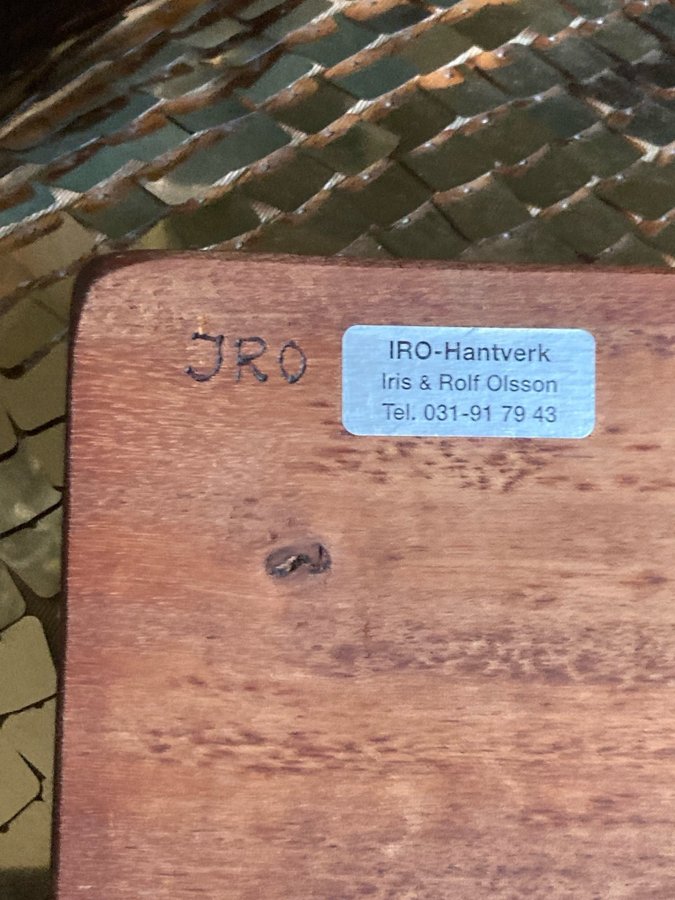 IRO
IRO-Hantverk
Iris & Rolf Olsson
Tel. 031-91 79 43